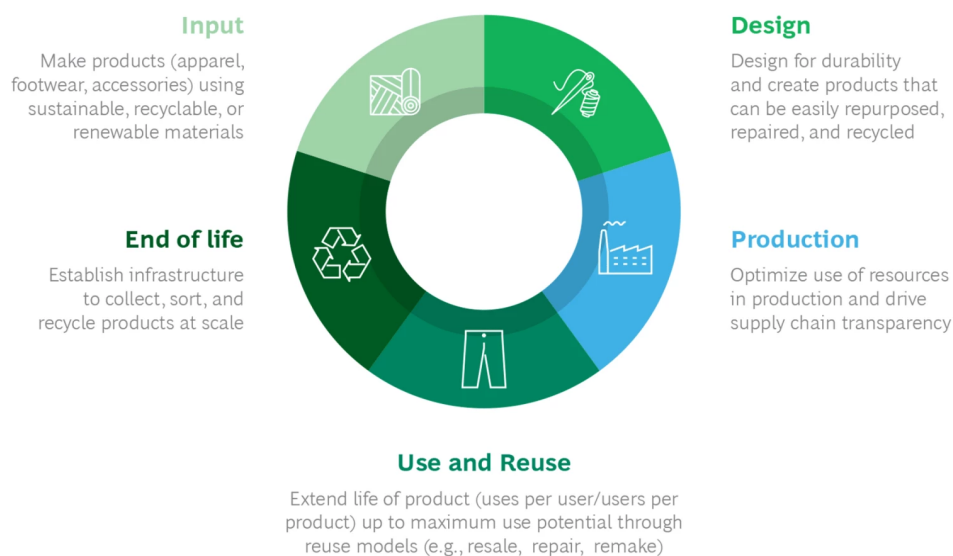 Input
Make products (apparel,
footwear, accessories) using
sustainable, recyclable, or
renewable materials
Design
Design for durability
and create products that
can be easily repurposed,
repaired, and recycled
End of life
Establish infrastructure
to collect, sort, and
recycle products at scale
Production
Optimize use of resources
in production and drive
supply chain transparency
Use and Reuse
Extend life of product (uses per user/users per
product) up to maximum use potential through
reuse models (e.g., resale, repair, remake)